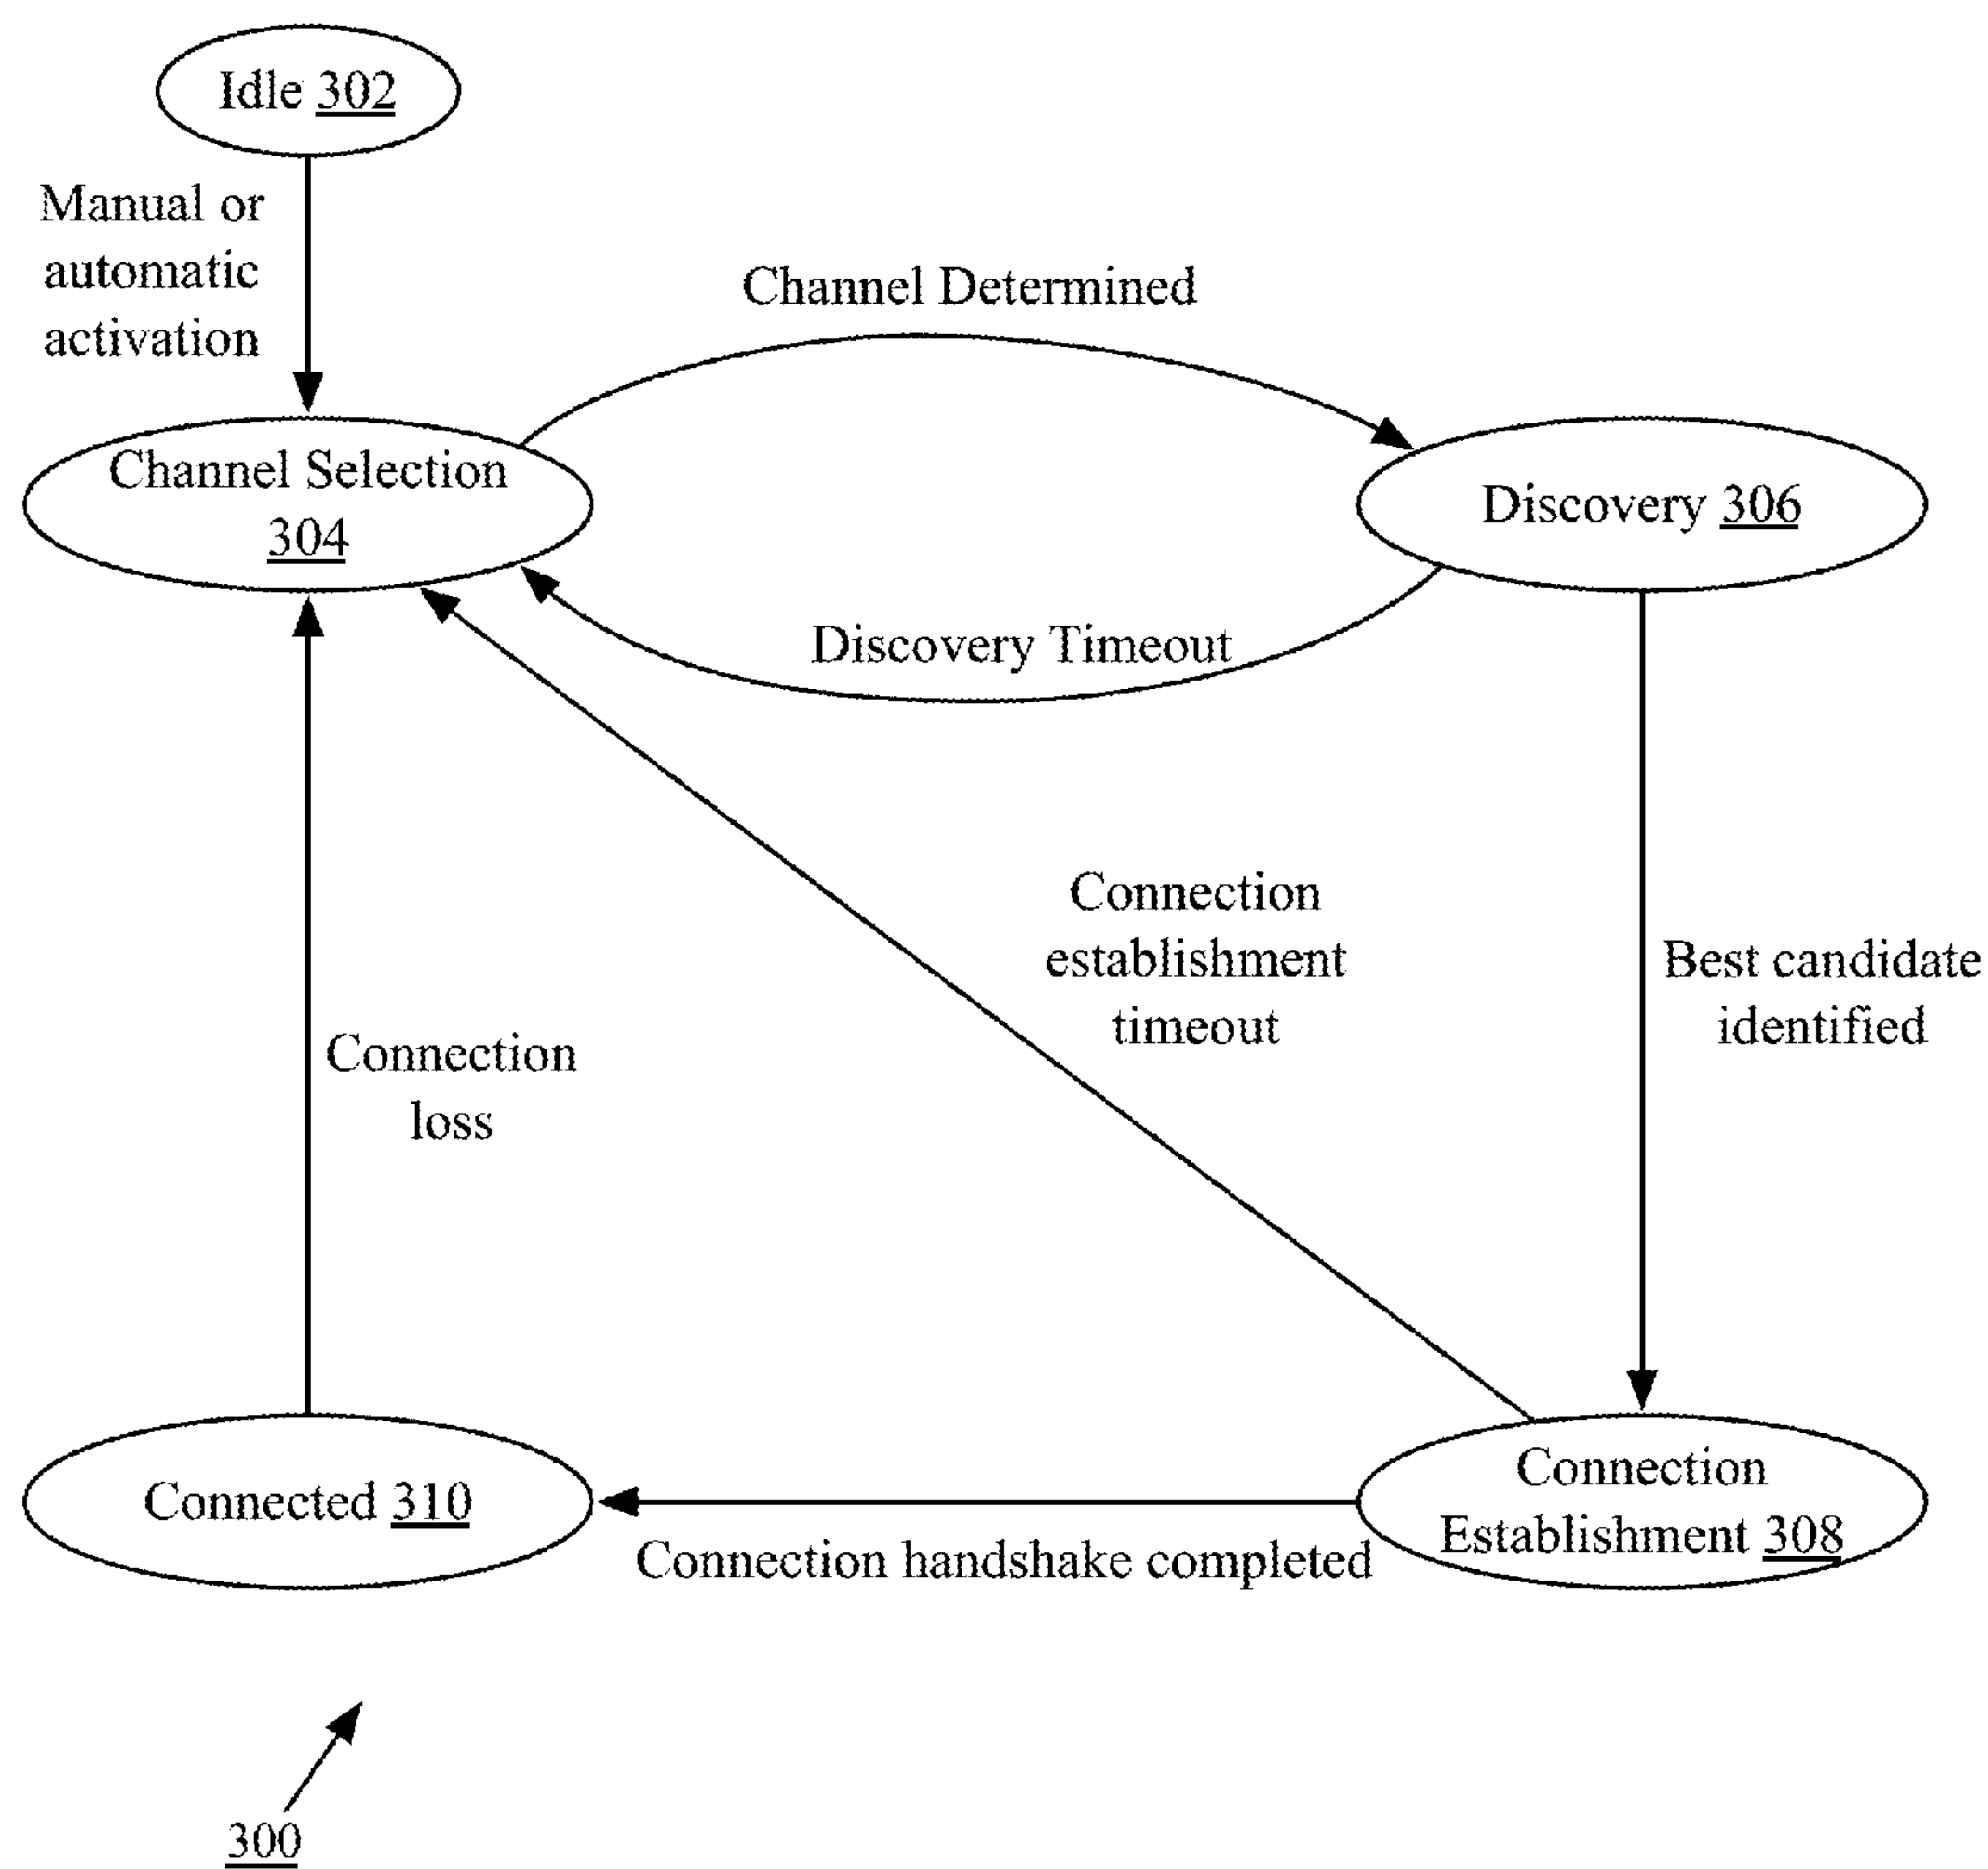 Idle 302
Manual or
automatic
activation
Channel Determined
Channel Selection
304
Discovery 306
Discovery Timeout
Connection
establishment
timeout
Best candidate
identified
Connection
loss
Connected 310
Connection
Establishment 308
Connection handshake completed
300